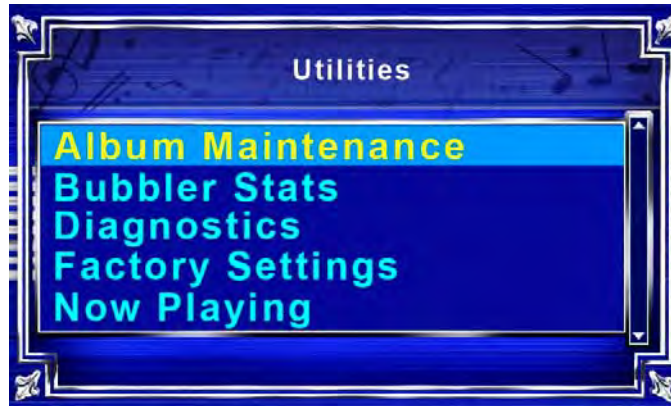 Utilities
Album Maintenance
Bubbler Stats
Diagnostics
Factory Settings
Now Playing